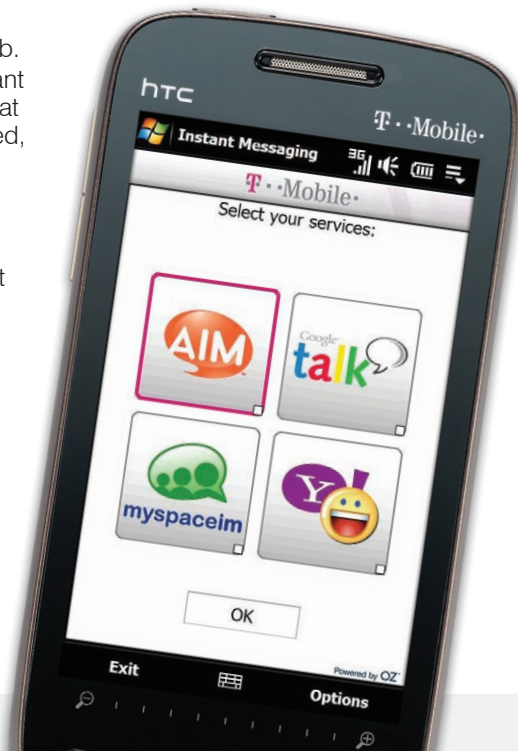 b.
ant
at
ed,
t
hTC
T··Mobile·
Instant Messaging
3G
T··Mobile·
Select your services:
AIM
Google
talk
myspaceim
Y!
OK
Powered by OZ
Exit
Options